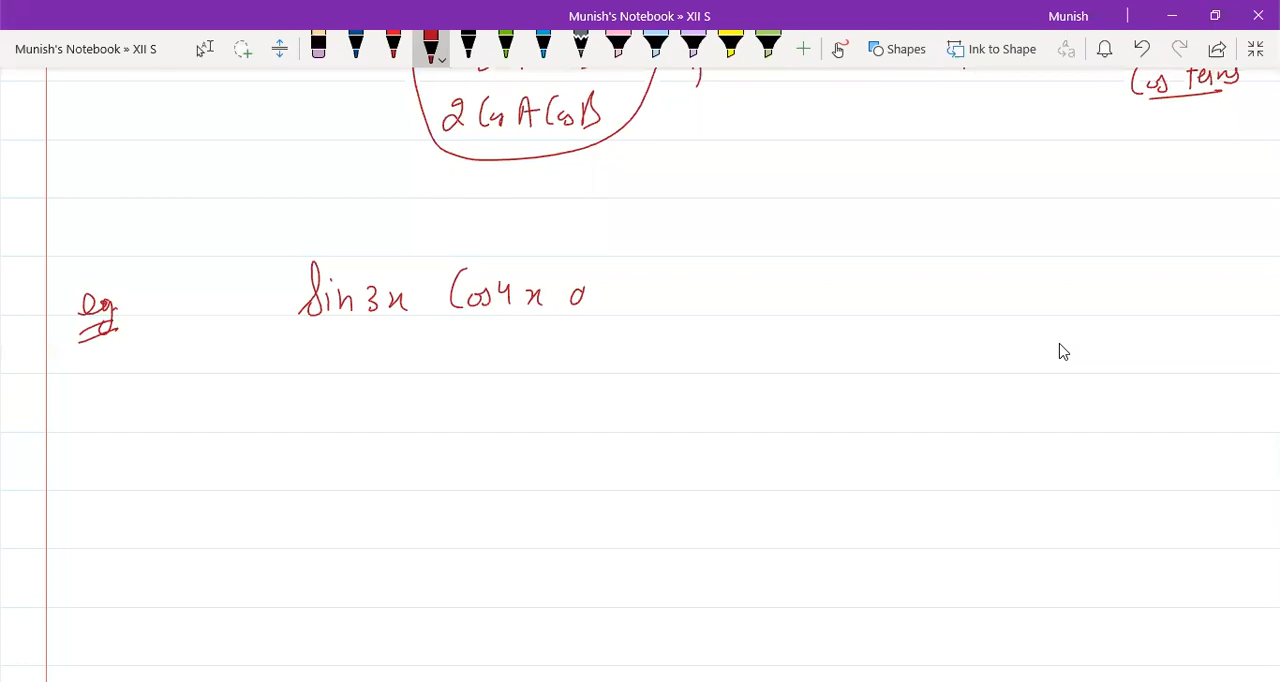 Munish's Notebook » XII S
Munish
Munish's Notebook » XII S
Shapes
Ink to Shape
Cos terms
2 Cos A Cos B
eg
Sin 3x Cos 4x d